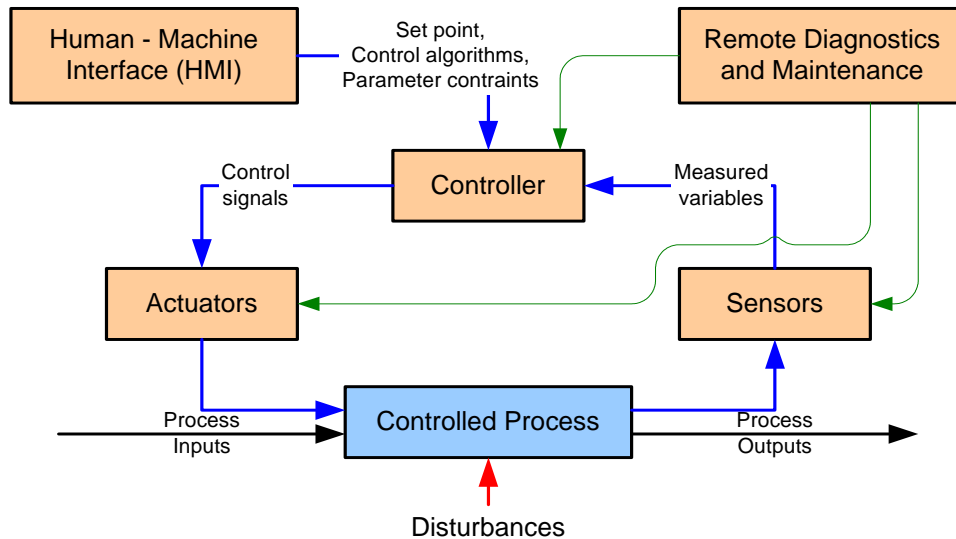 Human - Machine
Interface (HMI)
Set point,
Control algorithms,
Parameter contraints
Remote Diagnostics
and Maintenance
Control
signals
Controller
Measured
variables
Actuators
Sensors
Process
Inputs
Controlled Process
Process
Outputs
Disturbances